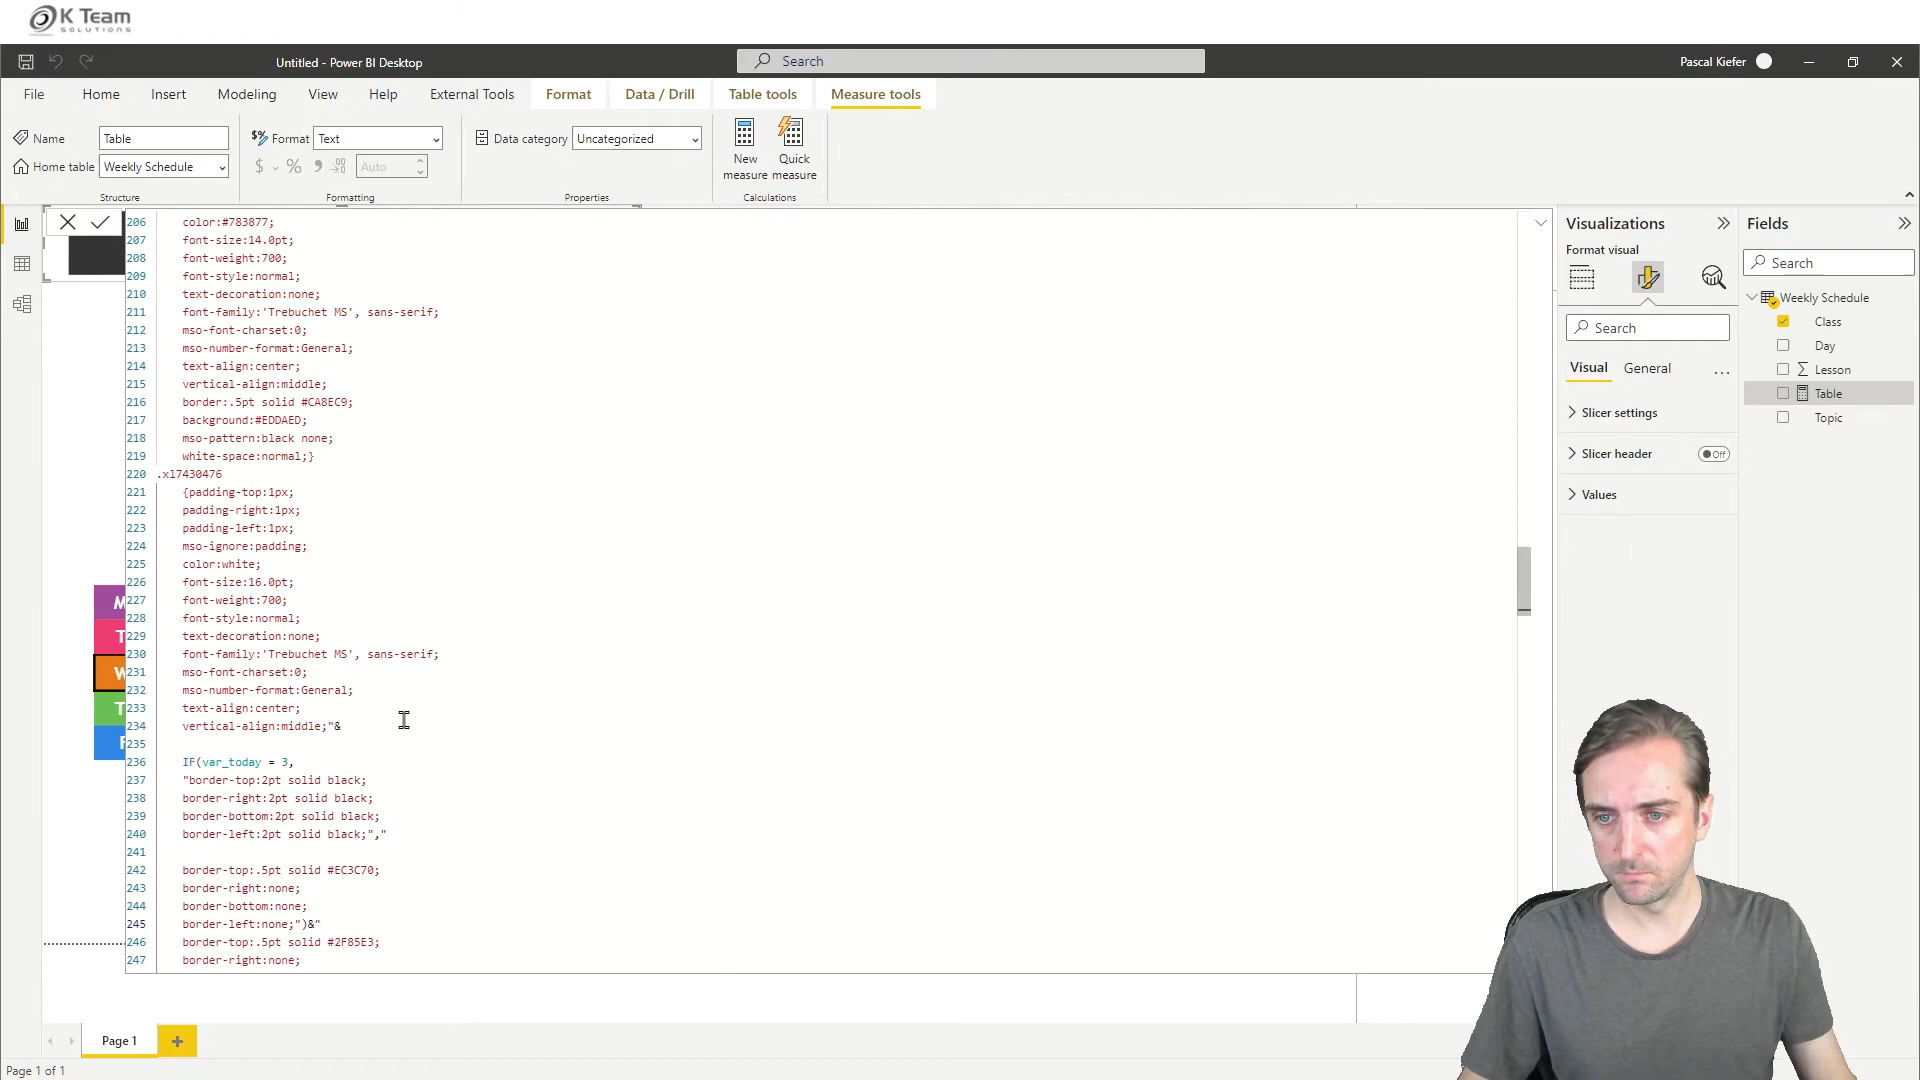 K Team
SOLUTIONS
Untitled - Power BI Desktop
Search
Pascal Kiefer
File
Home
Insert
Modeling
View
Help
External Tools
Format
Data / Drill
Table tools
Measure tools
Name
Table
Home table
Weekly Schedule
Structure
$% Format
Text
$ % 9 .00
Auto
Formatting
Data category
Uncategorized
Properties
New measure
Quick measure
Calculations
206 color:#783877;
207 font-size:14.0pt;
208 font-weight:700;
209 font-style:normal;
210 text-decoration:none;
211 font-family:'Trebuchet MS', sans-serif;
212 mso-font-charset:0;
213 mso-number-format:General;
214 text-align:center;
215 vertical-align:middle;
216 border:.5pt solid #CA8EC9;
217 background:#EDDAED;
218 mso-pattern:black none;
219 white-space:normal;}
220 .xl7430476
221 {padding-top:1px;
222 padding-right:1px;
223 padding-left:1px;
224 mso-ignore:padding;
225 color:white;
226 font-size:16.0pt;
227 font-weight:700;
228 font-style:normal;
229 text-decoration:none;
230 font-family:'Trebuchet MS', sans-serif;
231 mso-font-charset:0;
232 mso-number-format:General;
233 text-align:center;
234 vertical-align:middle;"&
235
236 IF(var_today = 3,
237 "border-top:2pt solid black;
238 border-right:2pt solid black;
239 border-bottom:2pt solid black;
240 border-left:2pt solid black;","
241
242 border-top:.5pt solid #EC3C70;
243 border-right:none;
244 border-bottom:none;
245 border-left:none;")&"
246 border-top:.5pt solid #2F85E3;
247 border-right:none;
M
T
W
T
F
Visualizations
Format visual
Search
Visual
General
...
Slicer settings
Slicer header
Off
Values
Fields
Search
Weekly Schedule
Class
Day
Lesson
Table
Topic
Page 1
Page 1 of 1